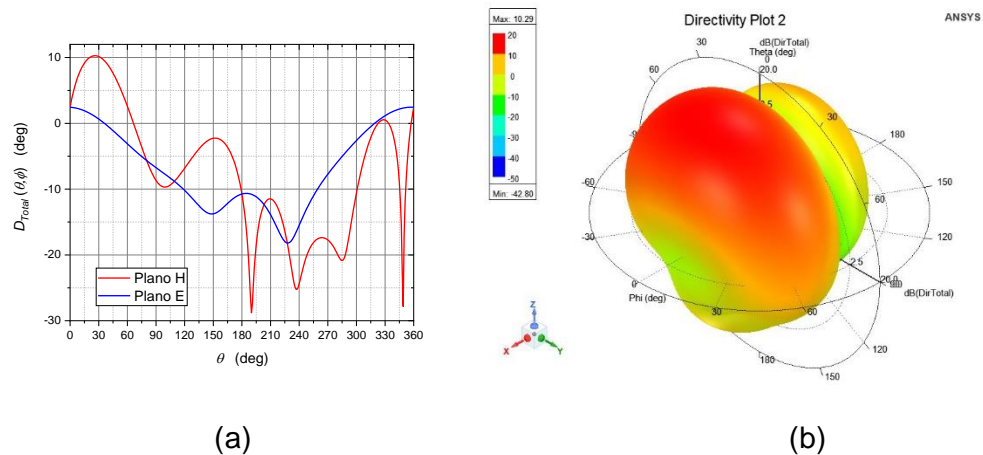 Max: 10.29
20
10
0
-10
-20
-30
-40
-50
Min: -42.80
Directivity Plot 2
ANSYS
dB(DirTotal)
Theta (deg)
0
20.0
30
30
60
-60
-30
0
Phi (deg)
30
60
60
180
150
120
-2.5
20.0
dB(DirTotal)
120
150
180
Z
X
Y
20
10
0
-10
-20
-30
D Total (θ,ϕ) (deg)
Plano H
Plano E
0 30 60 90 120 150 180 210 240 270 300 330 360
θ (deg)
(a)
(b)